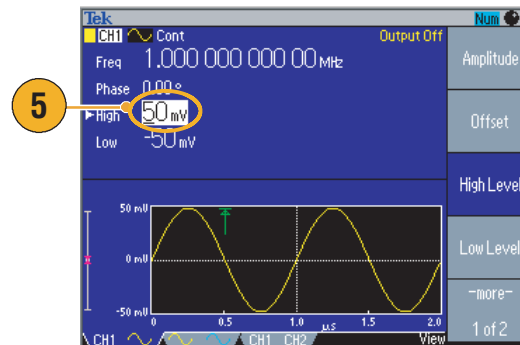 Tek
Num
CH1 Cont
Output Off
Freq 1.000 000 000 00 MHz
Phase 0.00 °
5
High 50 mV
Low -50 mV
Amplitude
Offset
High Level
Low Level
-more-
1 of 2
50 mV
0 mV
-50 mV
0 0.5 1.0 1.5 2.0
µs
CH1 CH1 CH2 View